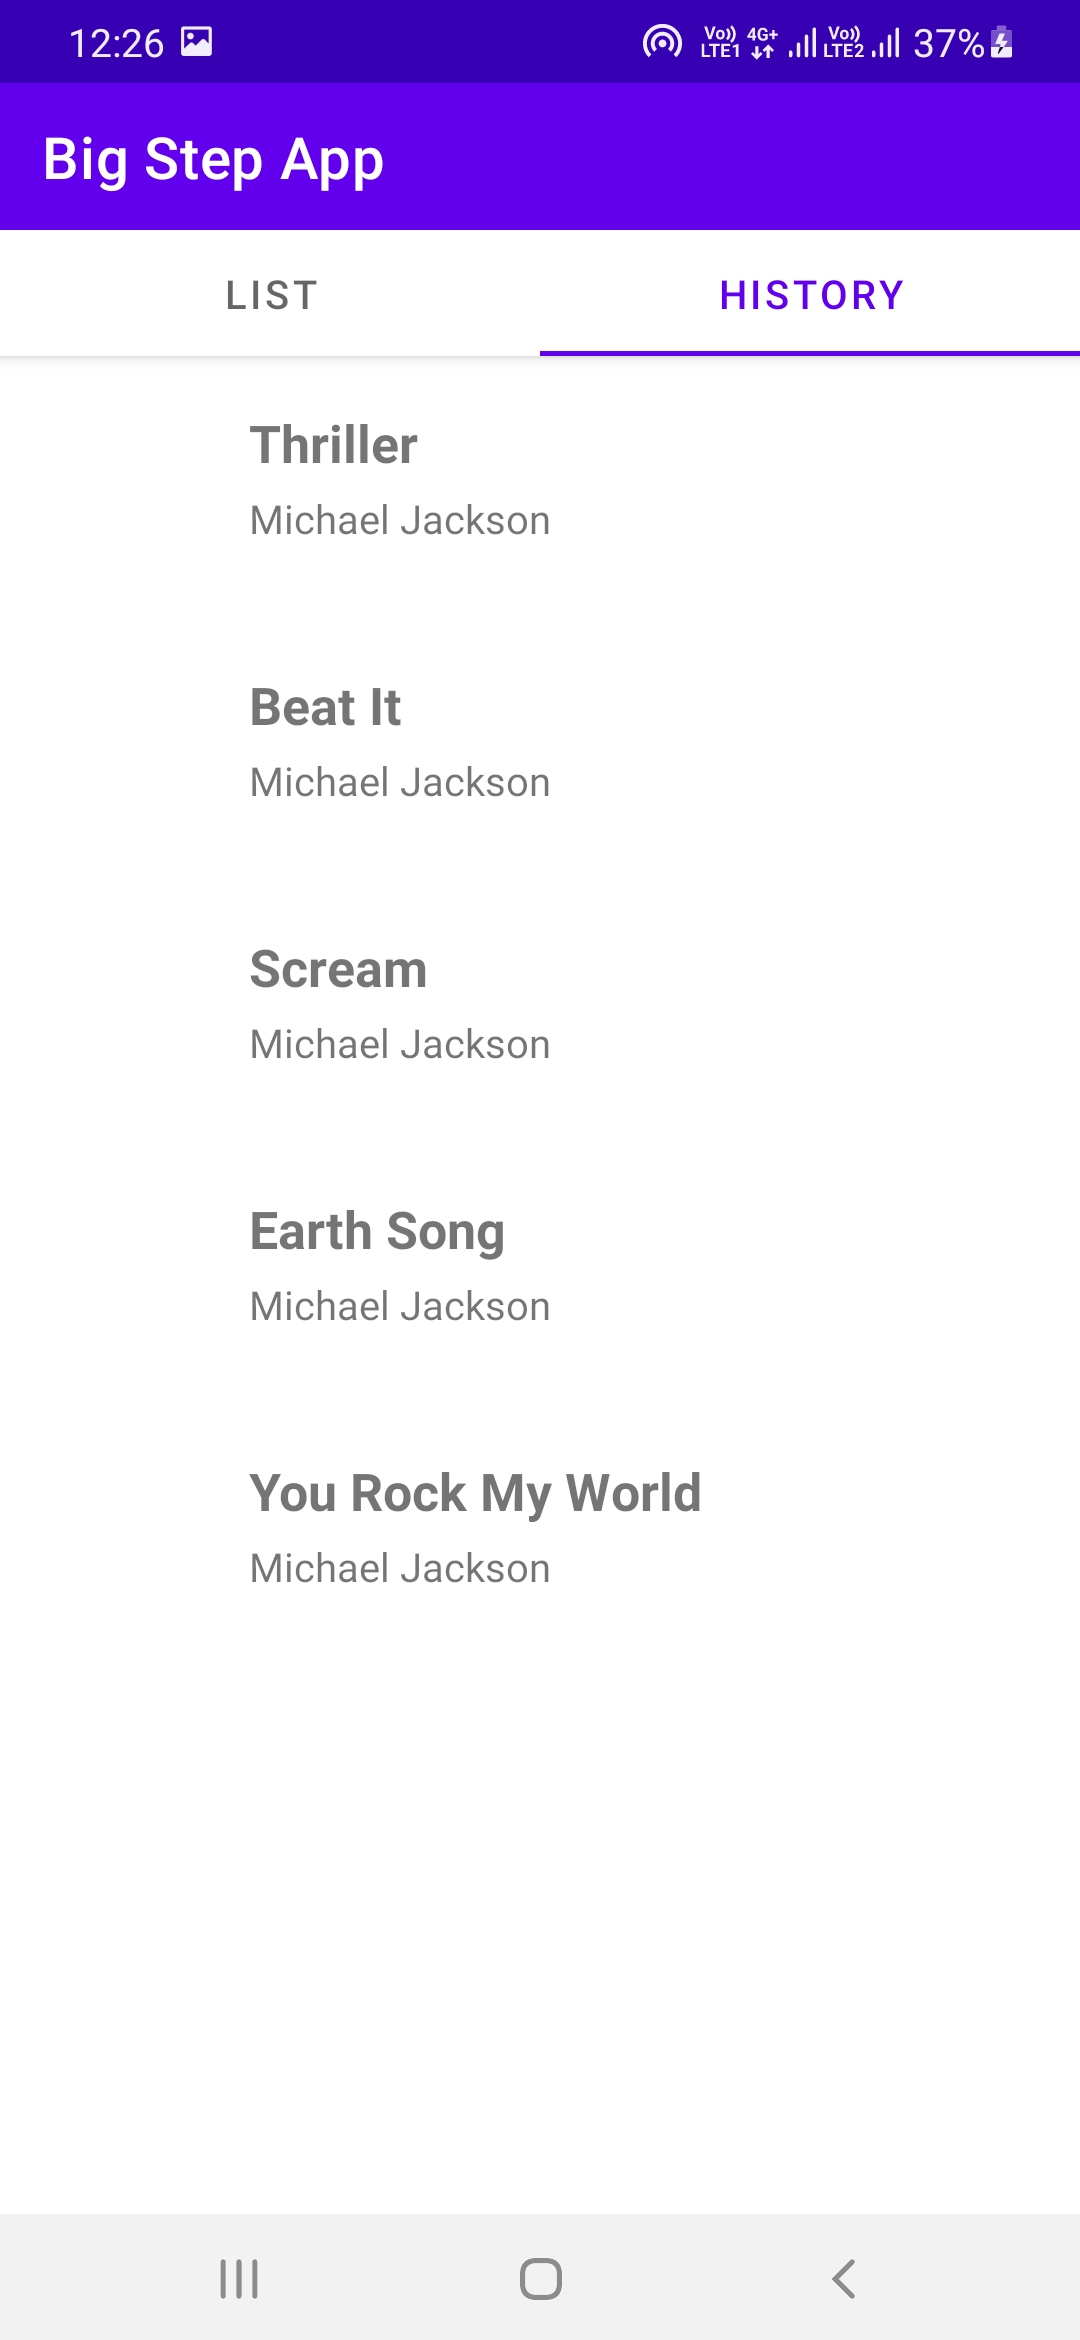 12:26 Vo)) LTE1 4G+ Vo)) LTE2 37%
Big Step App
LIST HISTORY
Thriller
Michael Jackson
Beat It
Michael Jackson
Scream
Michael Jackson
Earth Song
Michael Jackson
You Rock My World
Michael Jackson